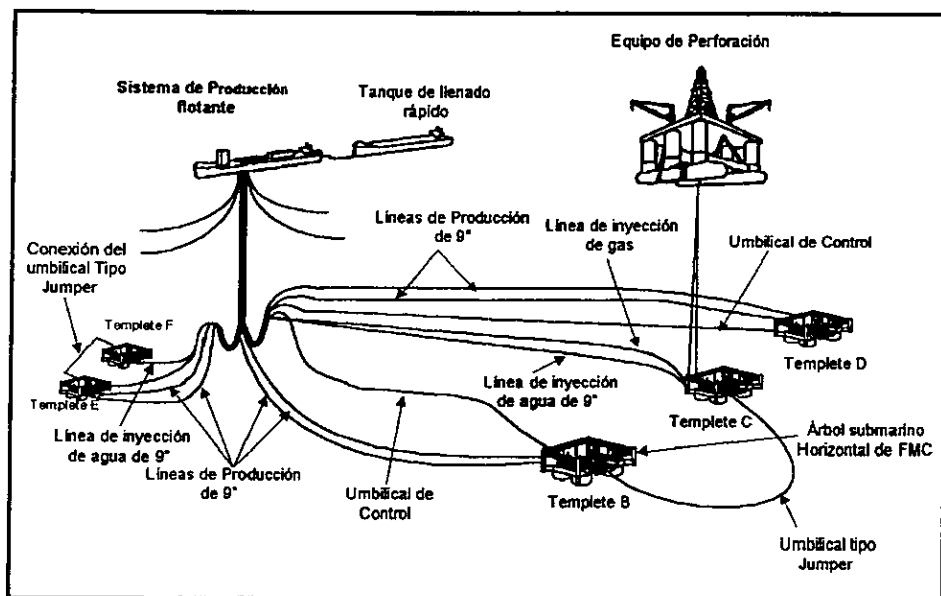 Equipo de Perforación
Sistema de Producción
flotante
Tanque de llenado
rápido
Líneas de Producción
de 9"
Línea de inyección
de gas
Umbilical de Control
Conexión del
umbilical Tipo
Jumper
Templete F
Templete E
Templete D
Línea de inyección
de agua de 9"
Templete C
Línea de inyección
de agua de 9"
Líneas de Producción
de 9"
Umbilical de
Control
Templete B
Árbol submarino
Horizontal de FMC
Umbilical tipo
Jumper